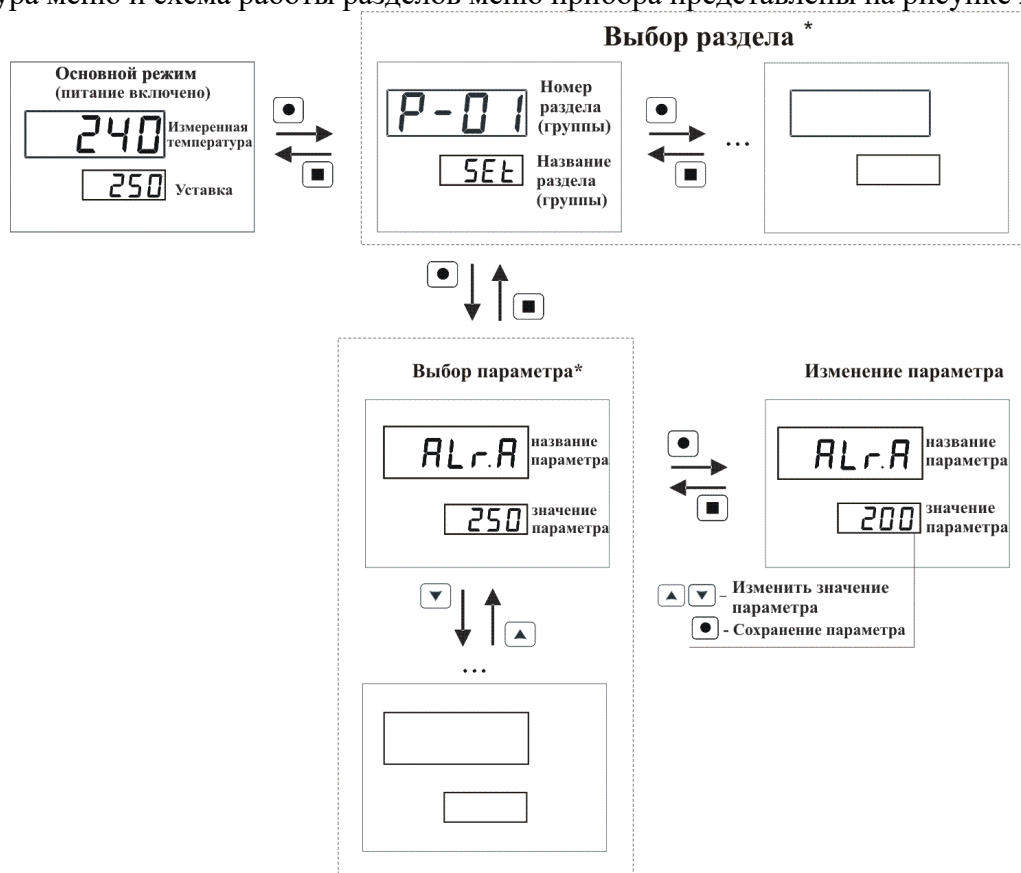 ура меню и схема работы разделов меню прибора представлены на рисунке
Выбор раздела *
Основной режим
(питание включено)
240
Измеренная
температура
250
Уставка
P-01
Номер
раздела
(группы)
SEt
Название
раздела
(группы)
...
Выбор параметра*
ALr.A
название
параметра
250
значение
параметра
...
Изменение параметра
ALr.A
название
параметра
200
значение
параметра
– Изменить значение
параметра
- Сохранение параметра